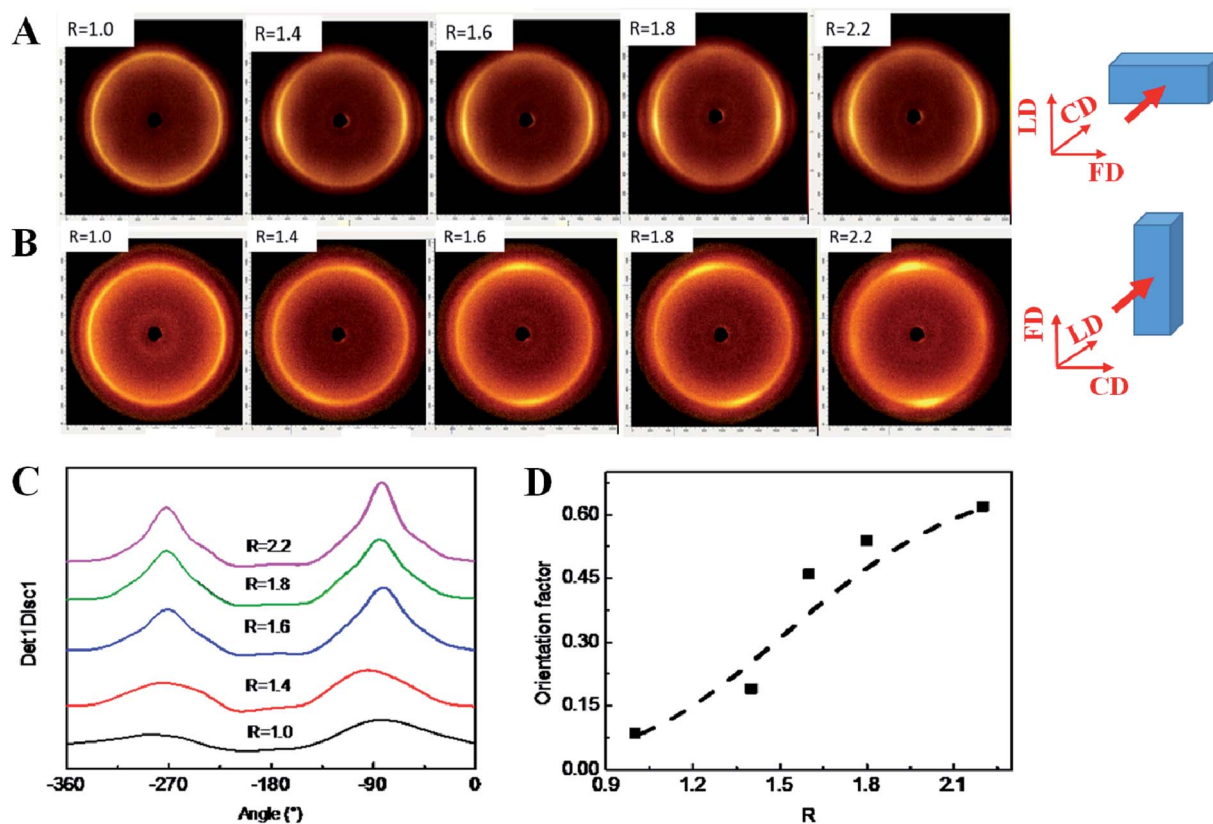 A
R=1.0
R=1.4
R=1.6
R=1.8
R=2.2
LD
CD
FD
B
R=1.0
R=1.4
R=1.6
R=1.8
R=2.2
FD
LD
CD
C
Det1Disc1
R=2.2
R=1.8
R=1.6
R=1.4
R=1.0
-360 -270 -180 -90 0
Angle (°)
D
Orientation factor
0.60
0.45
0.30
0.15
0.00
0.9 1.2 1.5 1.8 2.1
R